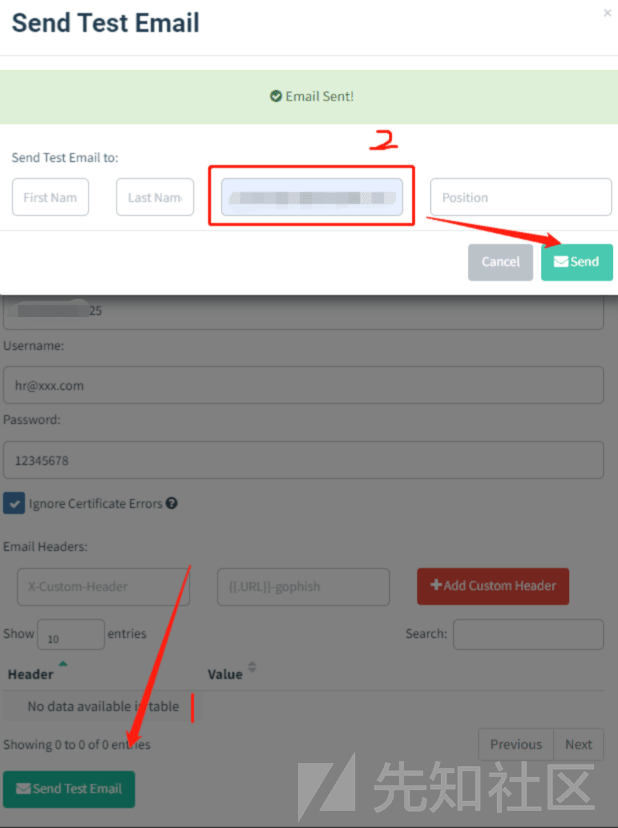 Send Test Email
×
Email Sent!
2
Send Test Email to:
First Nam
Last Nam
Position
Cancel
Send
25
Username:
hr@xxx.com
Password:
12345678
Ignore Certificate Errors
Email Headers:
X-Custom-Header
{{.URL}}-gophish
Add Custom Header
Show 10 entries
Search:
Header
Value
No data available in table
1
Showing 0 to 0 of 0 entries
Previous
Next
Send Test Email
先知社区